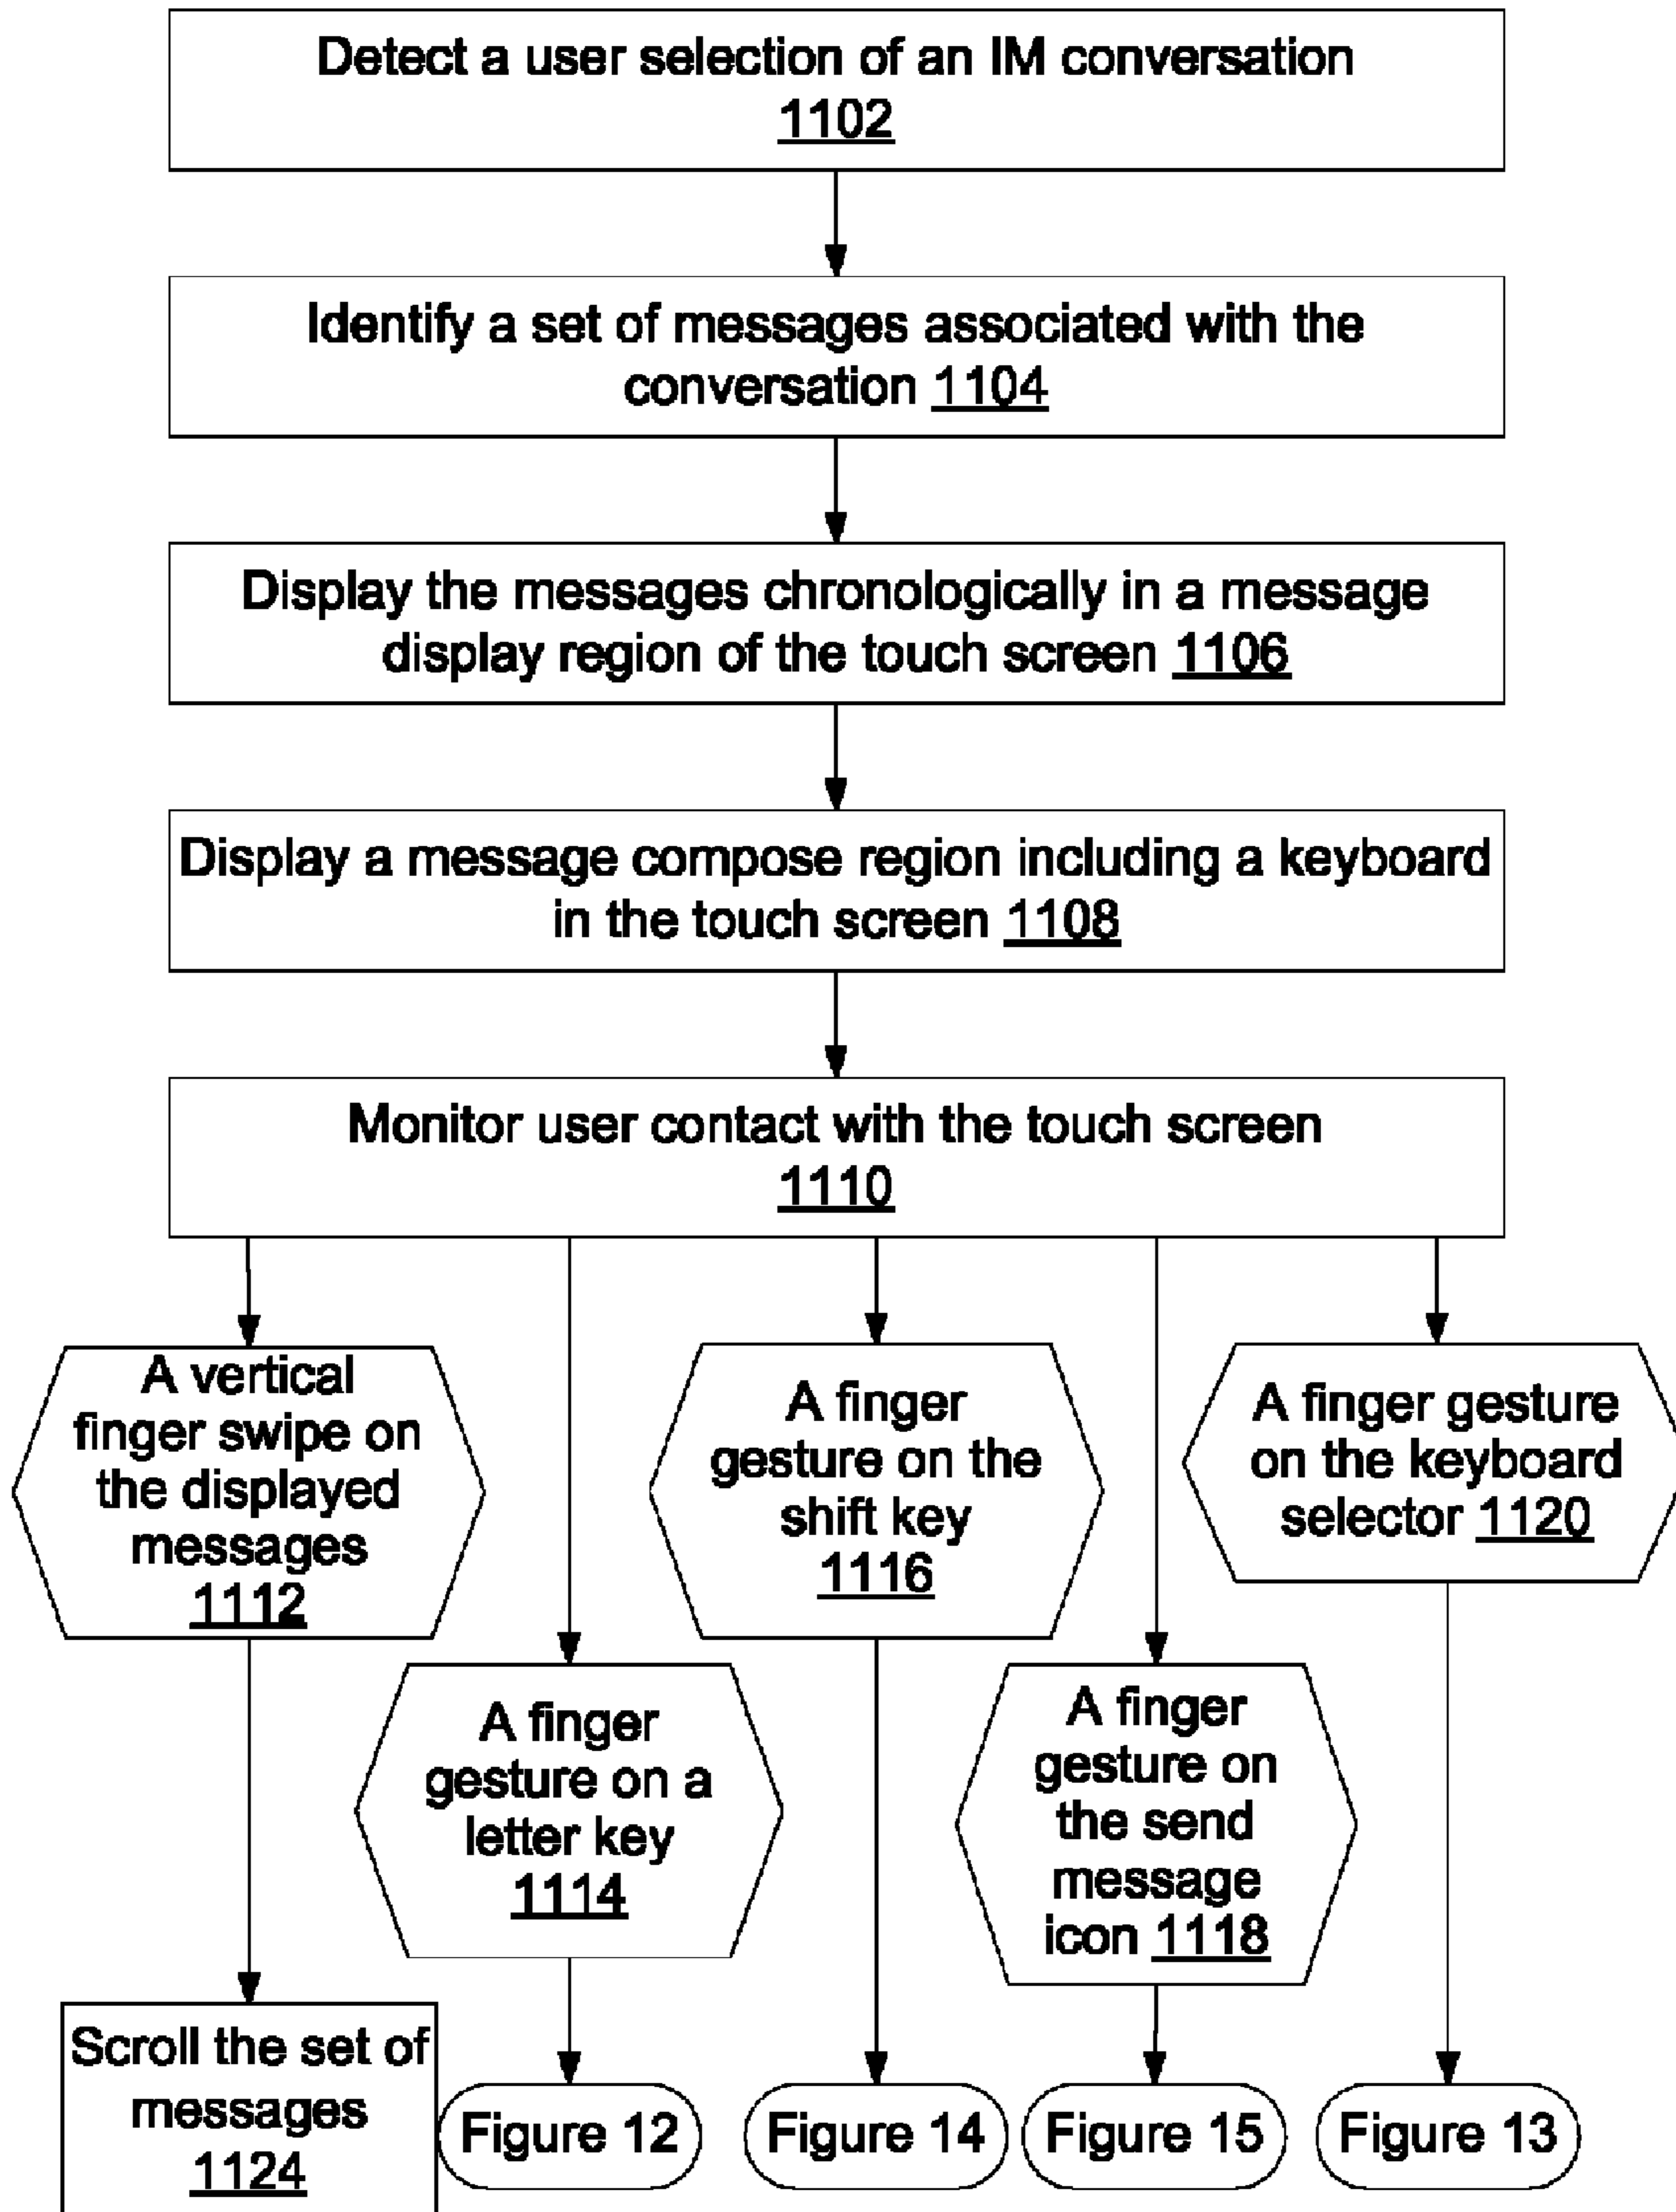 Detect a user selection of an IM conversation
1102
Identify a set of messages associated with the
conversation 1104
Display the messages chronologically in a message
display region of the touch screen 1106
Display a message compose region including a keyboard
in the touch screen 1108
Monitor user contact with the touch screen
1110
A vertical
finger swipe on
the displayed
messages
1112
A finger
gesture on a
letter key
1114
A finger
gesture on the
shift key
1116
A finger
gesture on
the send
message
icon 1118
A finger gesture
on the keyboard
selector 1120
Scroll the set of
messages
1124
Figure 12
Figure 14
Figure 15
Figure 13